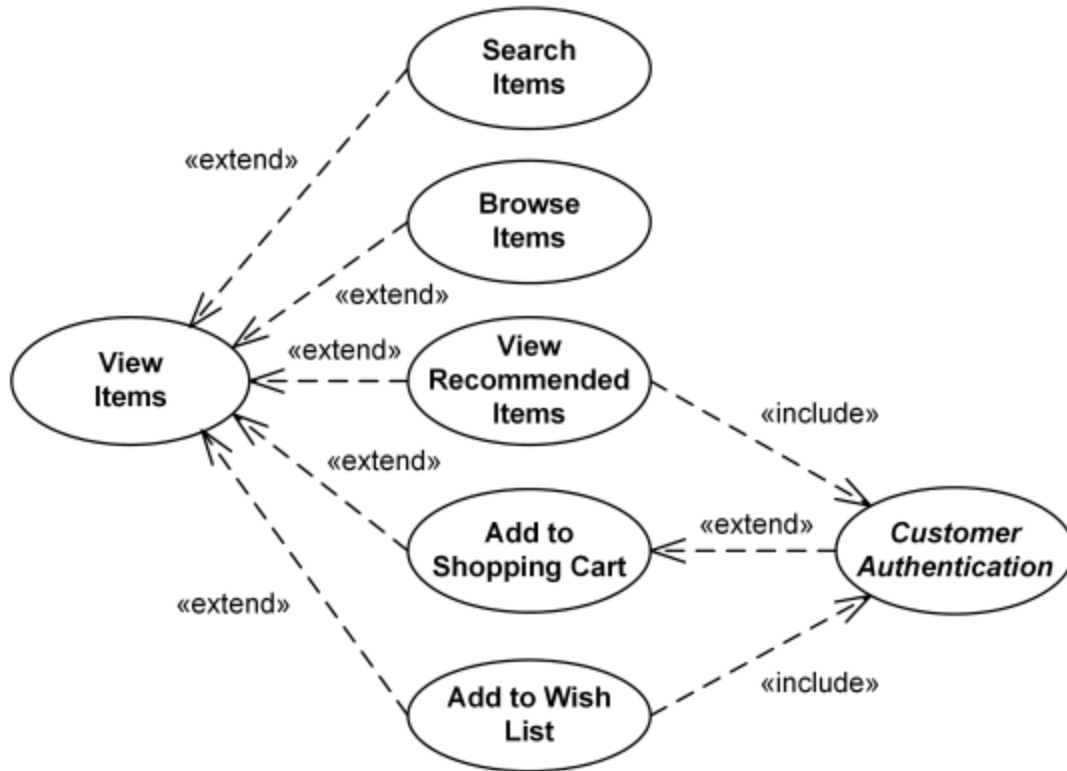 Search
Items
«extend»
Browse
Items
«extend»
View
Items
«extend»
View
Recommended
Items
«include»
«extend»
Add to
Shopping Cart
«extend»
Customer
Authentication
«extend»
Add to Wish
List
«include»